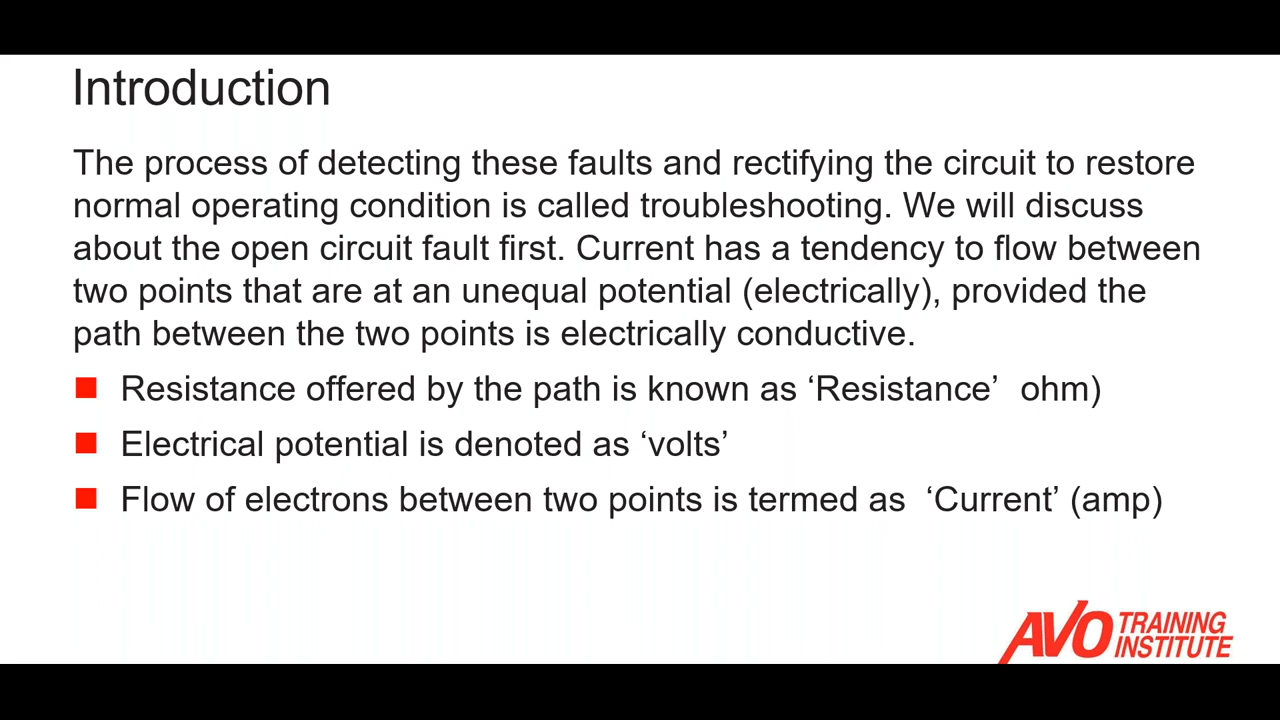 Introduction
The process of detecting these faults and rectifying the circuit to restore
normal operating condition is called troubleshooting. We will discuss
about the open circuit fault first. Current has a tendency to flow between
two points that are at an unequal potential (electrically), provided the
path between the two points is electrically conductive.
Resistance offered by the path is known as ‘Resistance’ ohm)
Electrical potential is denoted as ‘volts’
Flow of electrons between two points is termed as ‘Current’ (amp)
AVO TRAINING
INSTITUTE